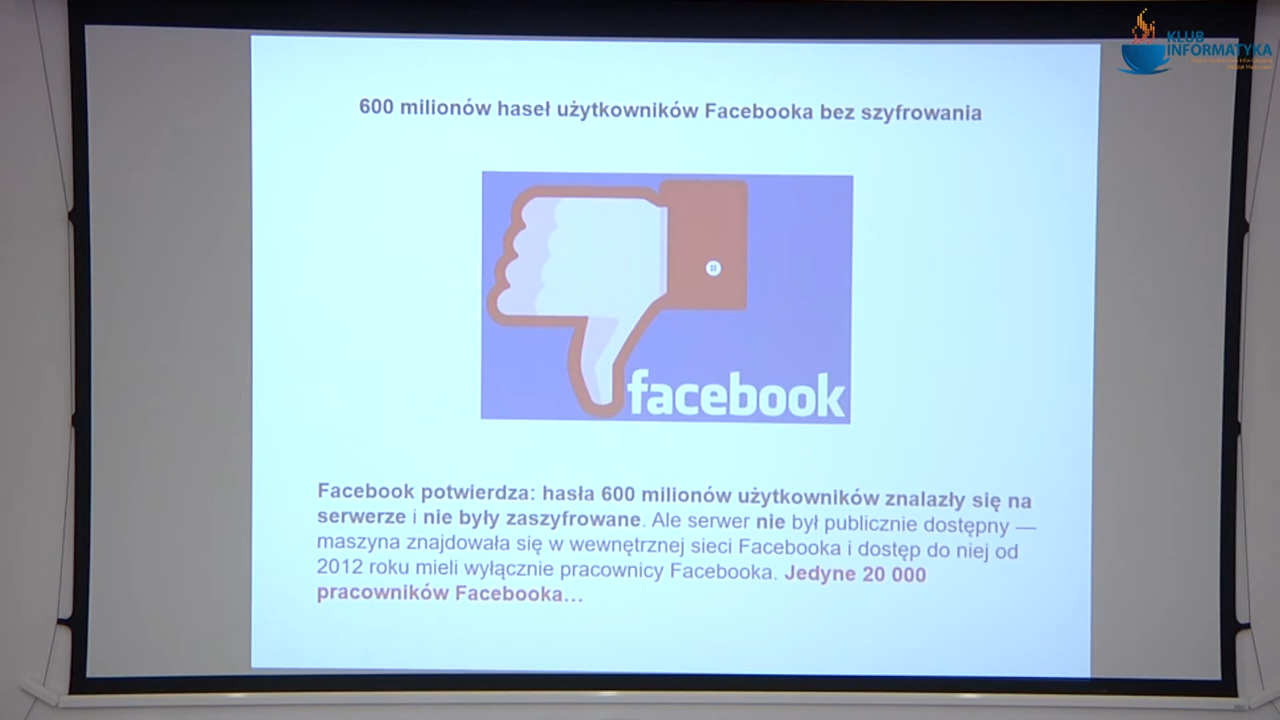 KLUB
INFORMATYKA
600 milionów haseł użytkowników Facebooka bez szyfrowania
facebook
Facebook potwierdza: hasła 600 milionów użytkowników znalazły się na
serwerze i nie były zaszyfrowane. Ale serwer nie był publicznie dostępny —
maszyna znajdowała się w wewnętrznej sieci Facebooka i dostęp do niej od
2012 roku mieli wyłącznie pracownicy Facebooka. Jedyne 20 000
pracowników Facebooka…